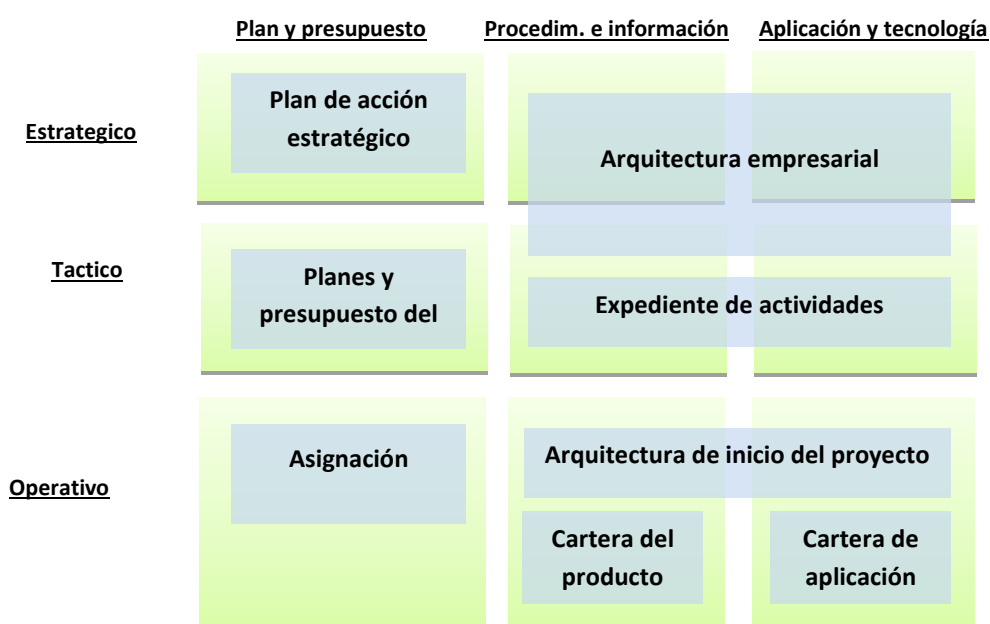 Plan y presupuesto
Procedim. e información
Aplicación y tecnología
Estrategico
Plan de acción
estratégico
Arquitectura empresarial
Tactico
Planes y
presupuesto del
Expediente de actividades
Operativo
Asignación
Arquitectura de inicio del proyecto
Cartera del
producto
Cartera de
aplicación